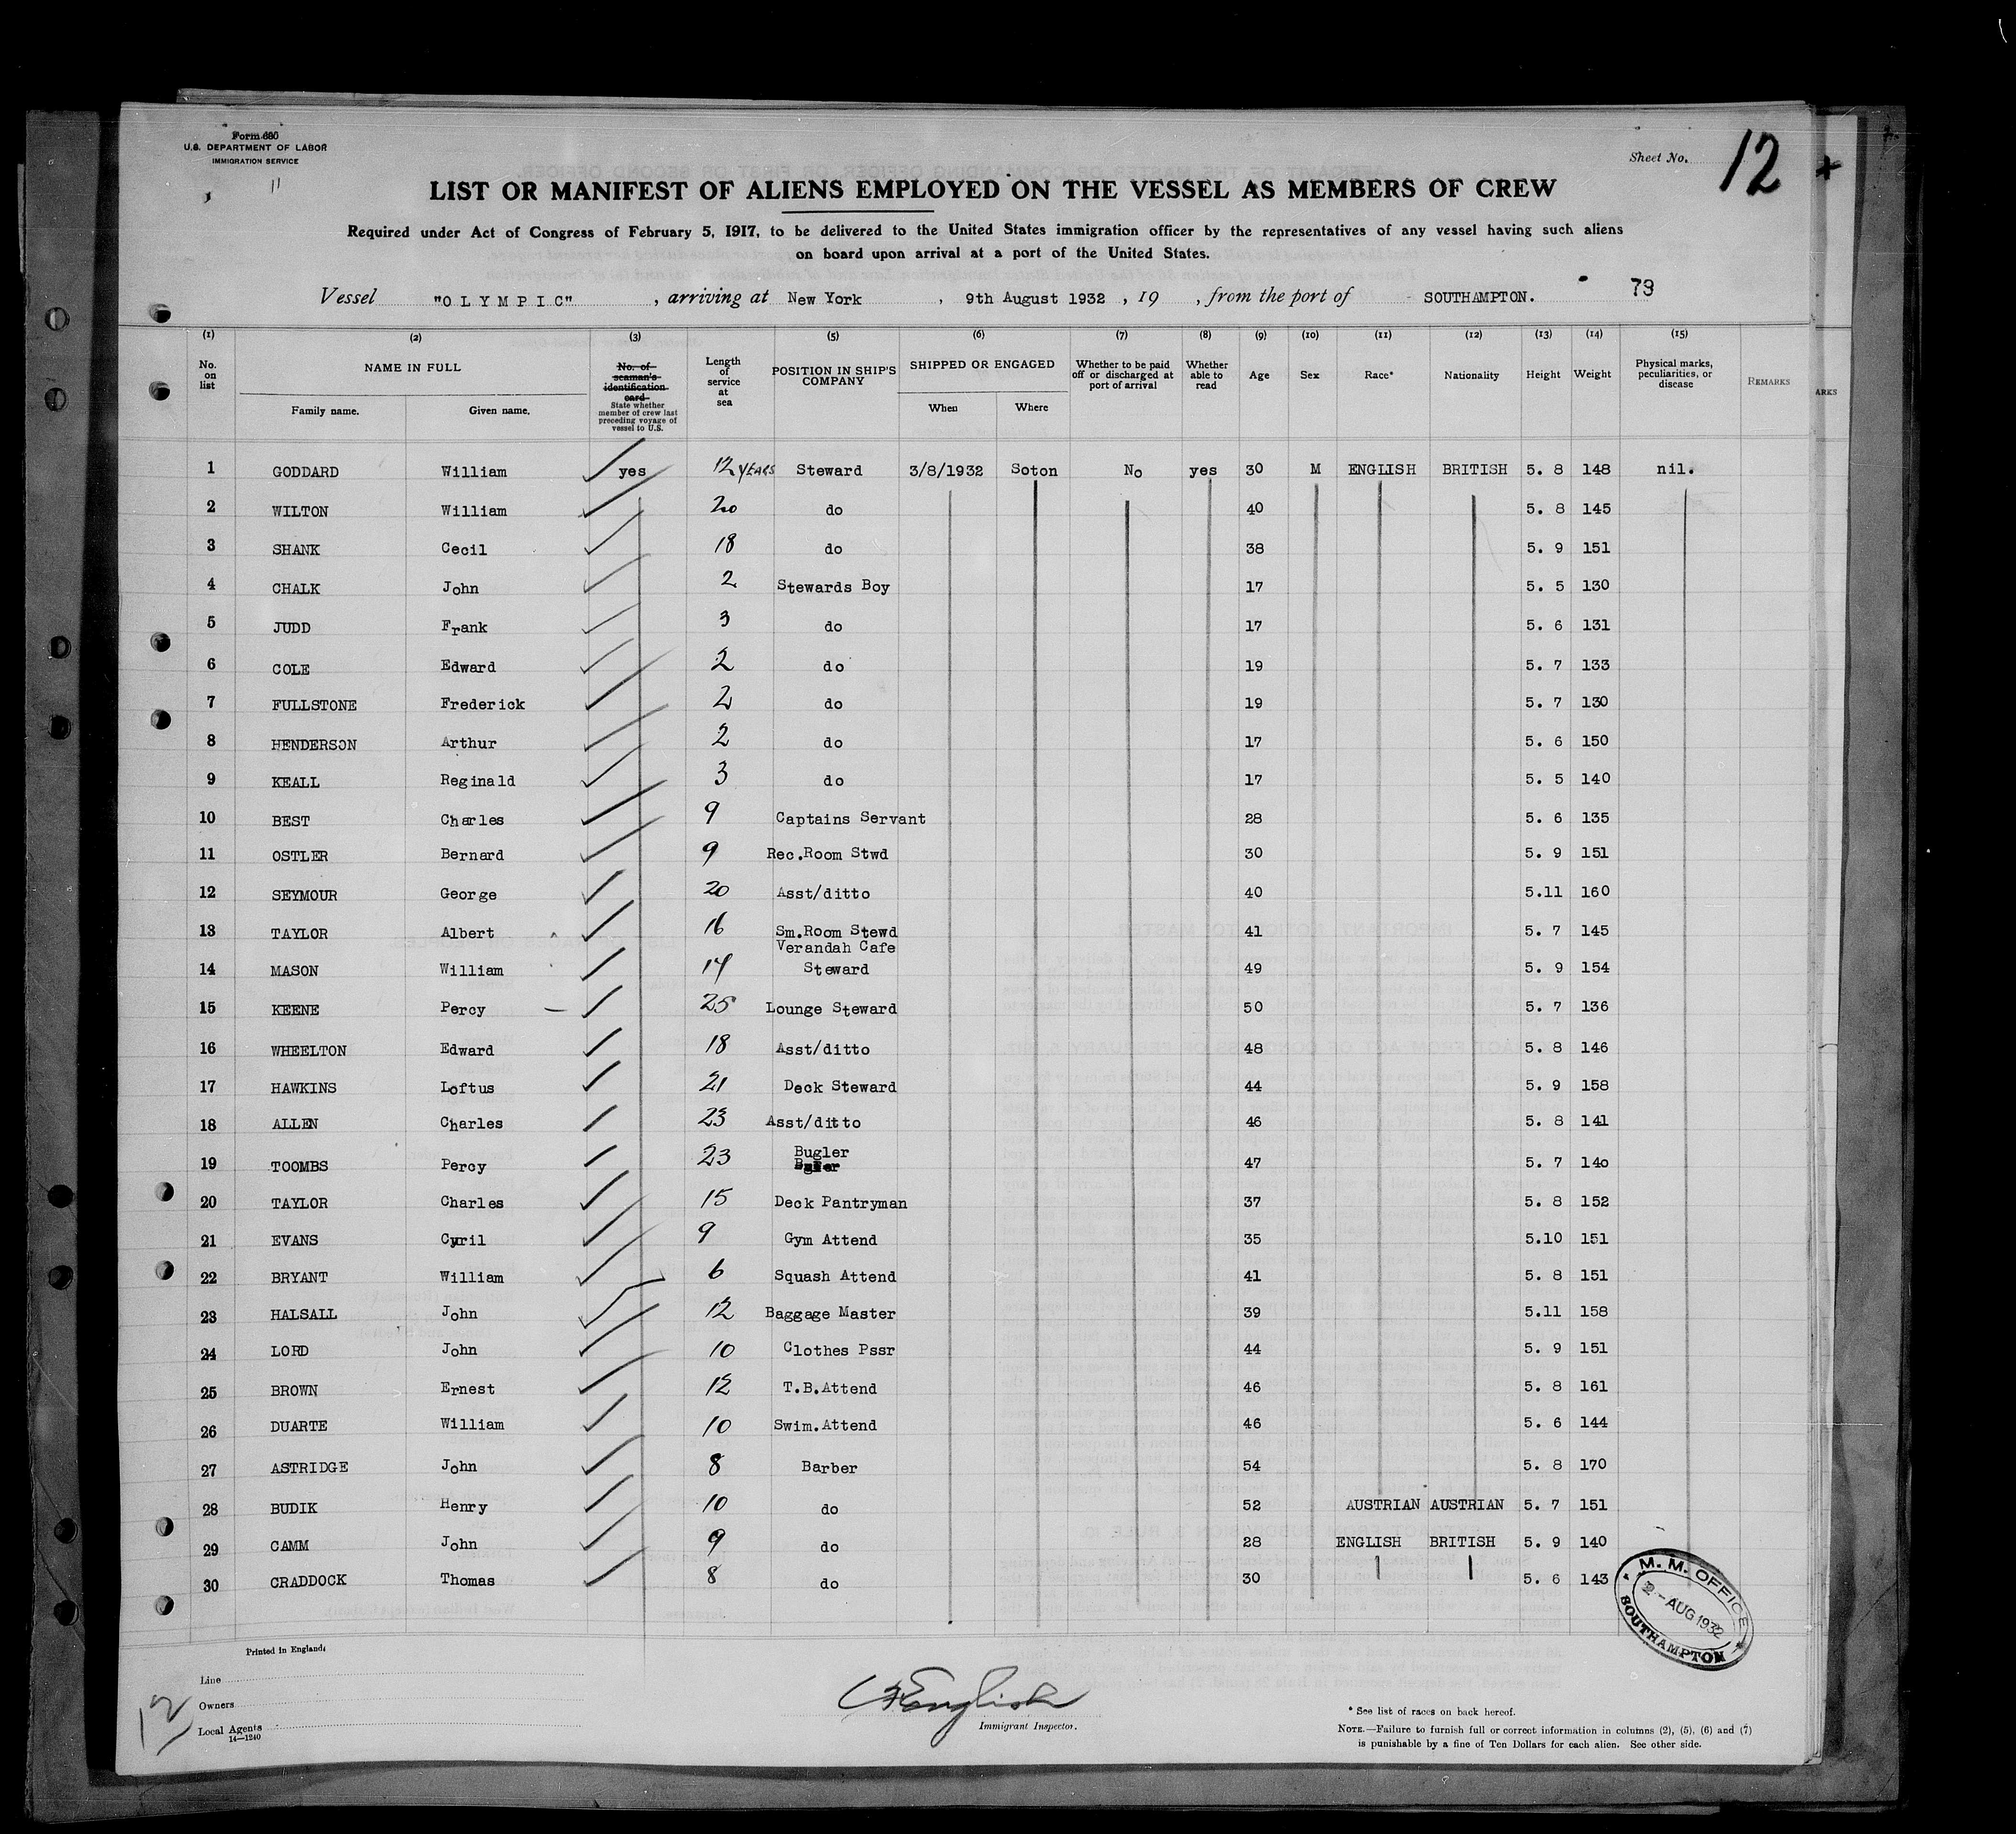 Form 680
U.S. DEPARTMENT OF LABOR
IMMIGRATION SERVICE
11
Sheet No. 12
LIST OR MANIFEST OF ALIENS EMPLOYED ON THE VESSEL AS MEMBERS OF CREW
Required under Act of Congress of February 5, 1917, to be delivered to the United States immigration officer by the representatives of any vessel having such aliens
on board upon arrival at a port of the United States.
Vessel "OLYMPIC", arriving at New York, 9th August 1932, 19 , from the port of SOUTHAMPTON. 73
(1) (2) (3) (5) (6) (7) (8) (9) (10) (11) (12) (13) (14) (15)
No. on list NAME IN FULL Family name. Given name. No. of seaman's identification card State whether member of crew last preceding voyage of vessel to U.S. Length of service at sea POSITION IN SHIP'S COMPANY SHIPPED OR ENGAGED When Where Whether to be paid off or discharged at port of arrival Whether able to read Age Sex Race* Nationality Height Weight Physical marks, peculiarities, or disease REMARKS
ARKS
1 GODDARD William yes 12 years Steward 3/8/1932 Soton No yes 30 M ENGLISH BRITISH 5. 8 148 nil.
2 WILTON William 20 do 40 5. 8 145
3 SHANK Cecil 18 do 38 5. 9 151
4 CHALK John 2 Stewards Boy 17 5. 5 130
5 JUDD Frank 3 do 17 5. 6 131
6 COLE Edward 2 do 19 5. 7 133
7 FULLSTONE Frederick 2 do 19 5. 7 130
8 HENDERSON Arthur 2 do 17 5. 6 150
9 KEALL Reginald 3 do 17 5. 5 140
10 BEST Charles 9 Captains Servant 28 5. 6 135
11 OSTLER Bernard 9 Rec.Room Stwd 30 5. 9 151
12 SEYMOUR George 20 Asst/ditto 40 5.11 160
13 TAYLOR Albert 16 Sm.Room Stewd 41 5. 7 145
Verandah Cafe
14 MASON William 14 Steward 49 5. 9 154
15 KEENE Percy 25 Lounge Steward 50 5. 7 136
16 WHEELTON Edward 18 Asst/ditto 48 5. 8 146
17 HAWKINS Loftus 21 Deck Steward 44 5. 9 158
18 ALLEN Charles 23 Asst/ditto 46 5. 8 141
19 TOOMBS Percy 23 Bugler 47 5. 7 140
20 TAYLOR Charles 15 Deck Pantryman 37 5. 8 152
21 EVANS Cyril 9 Gym Attend 35 5.10 151
22 BRYANT William 6 Squash Attend 41 5. 8 151
23 HALSALL John 12 Baggage Master 39 5.11 158
24 LORD John 10 Clothes Pssr 44 5. 9 151
25 BROWN Ernest 12 T.B.Attend 46 5. 8 161
26 DUARTE William 10 Swim.Attend 46 5. 6 144
27 ASTRIDGE John 8 Barber 54 5. 8 170
28 BUDIK Henry 10 do 52 AUSTRIAN AUSTRIAN 5. 7 151
29 CAMM John 9 do 28 ENGLISH BRITISH 5. 9 140
30 CRADDOCK Thomas 8 do 30 5. 6 143
M. M. OFFICE
2 - AUG 1932
SOUTHAMPTON
Printed in England
Line
Owners
Local Agents
14—1240
12
English
Immigrant Inspector.
* See list of races on back hereof.
NOTE.—Failure to furnish full or correct information in columns (2), (5), (6) and (7)
is punishable by a fine of Ten Dollars for each alien. See other side.